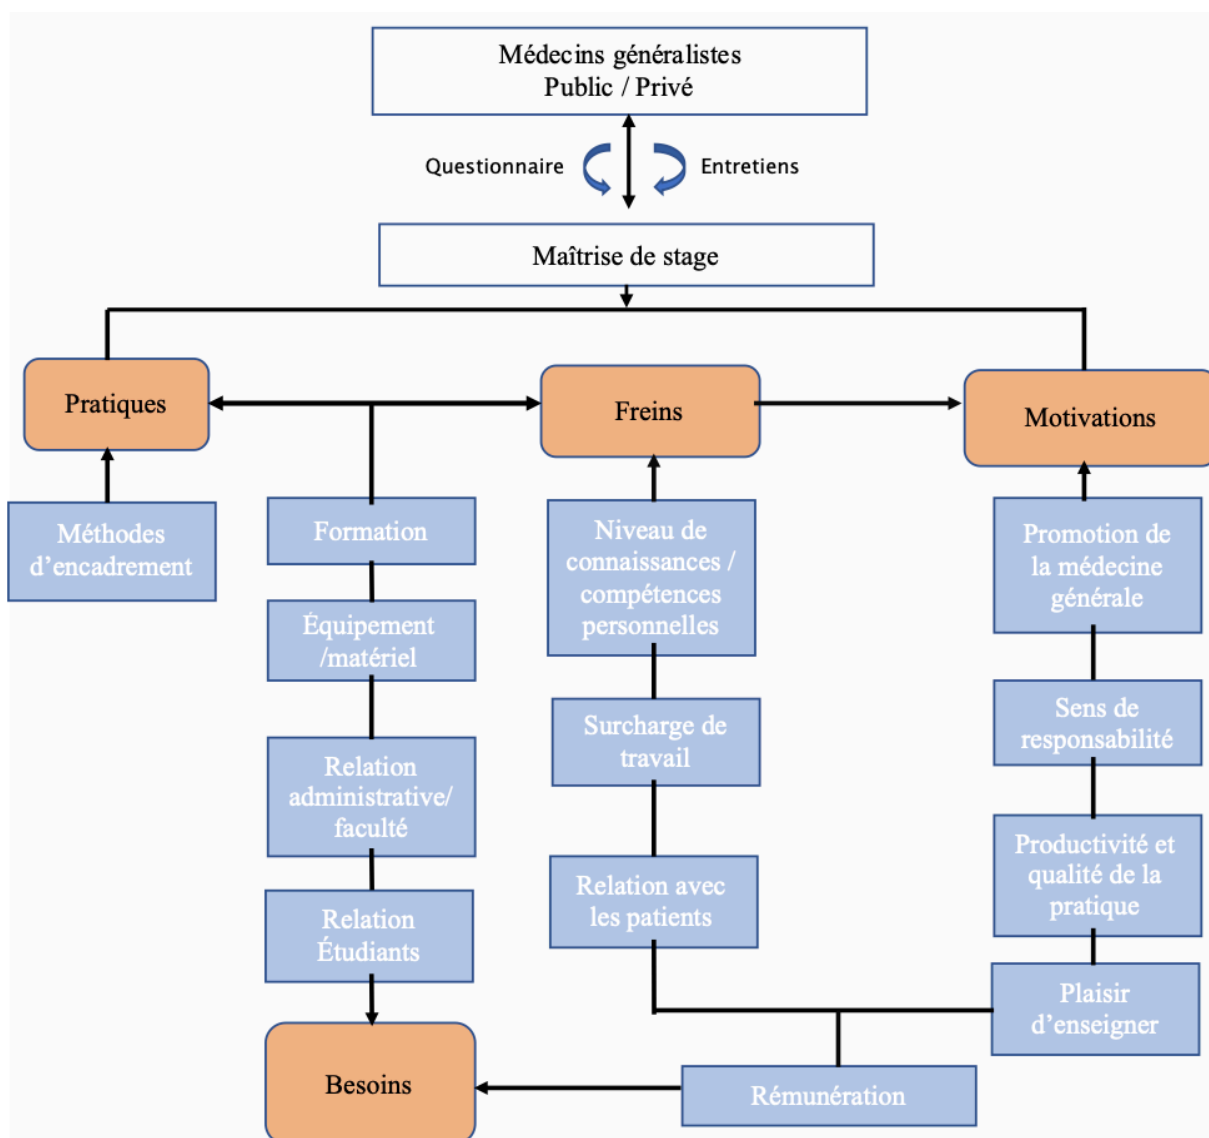 Médecins généralistes
Public / Privé
Questionnaire
Entretiens
Maîtrise de stage
Pratiques
Freins
Motivations
Méthodes
d’encadrement
Formation
Équipement
/matériel
Relation
administrative/
faculté
Relation
Étudiants
Besoins
Niveau de
connaissances /
compétences
personnelles
Surcharge de
travail
Relation avec
les patients
Promotion de
la médecine
générale
Sens de
responsabilité
Productivité et
qualité de la
pratique
Plaisir
d’enseigner
Rémunération